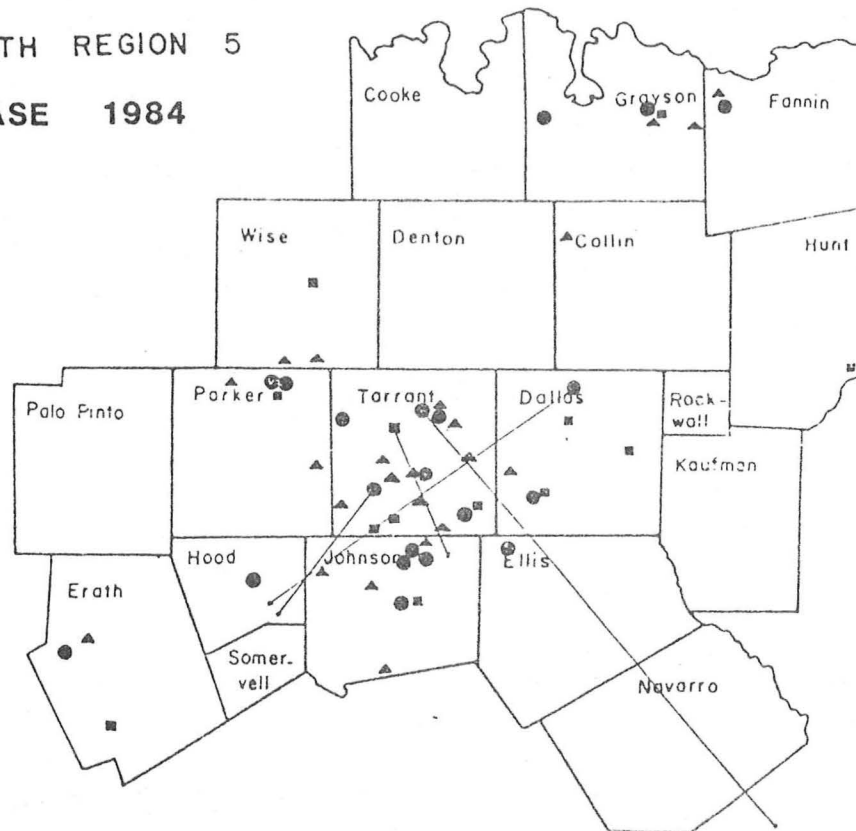 TH REGION 5
ASE 1984
Cooke
Grayson
Fannin
Wise
Denton
Collin
Hunt
Palo Pinto
Parker
Tarrant
Dallas
Rock-
wall
Kaufman
Hood
Johnson
Ellis
Erath
Somer-
vell
Navarro